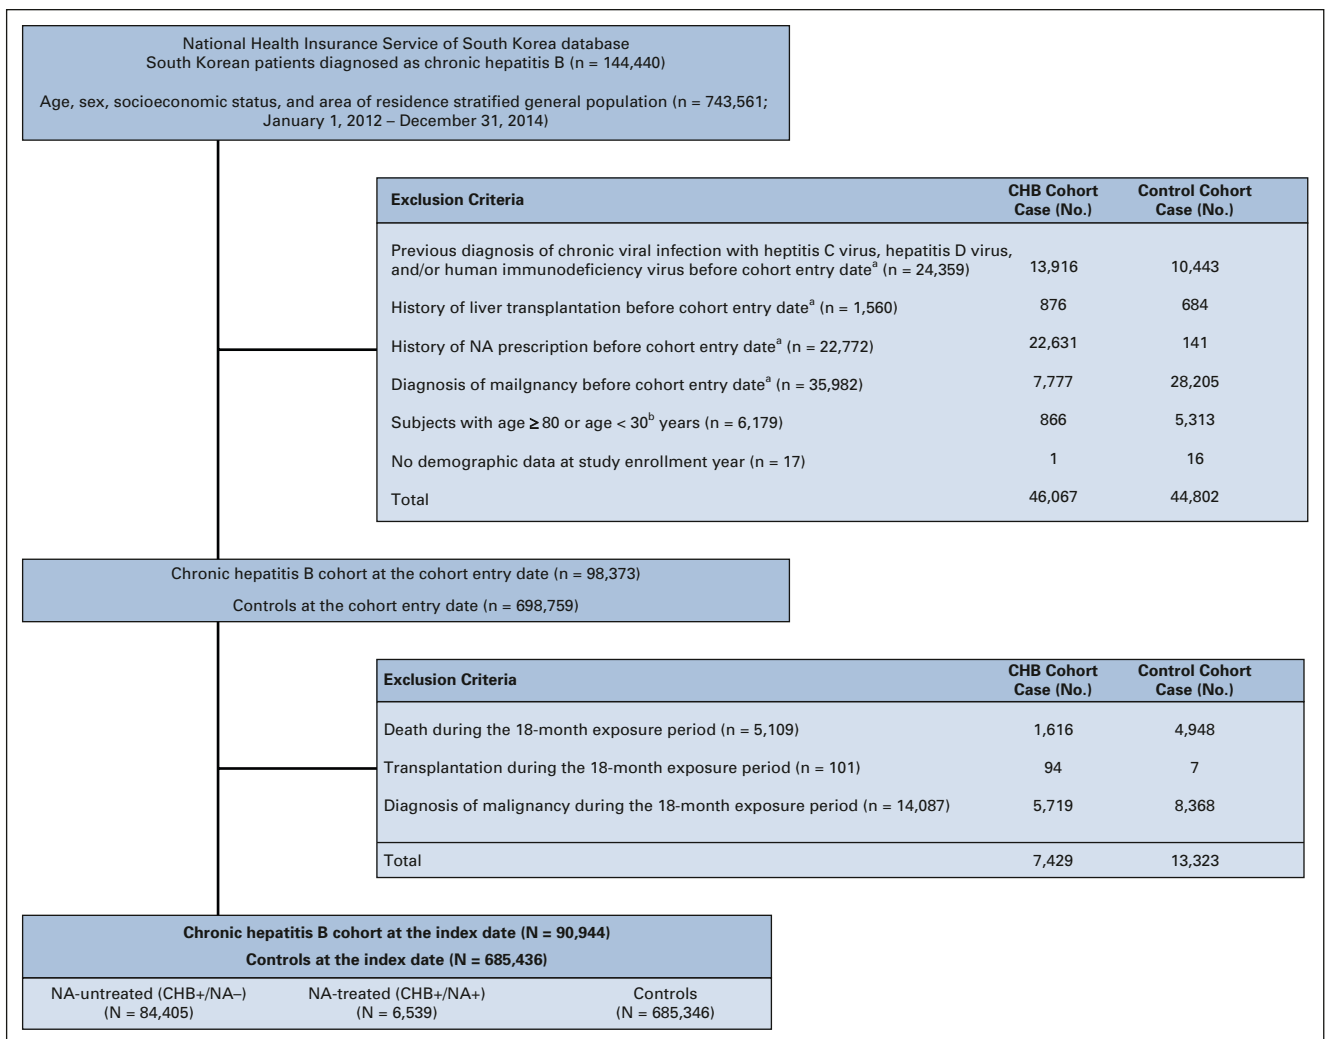 National Health Insurance Service of South Korea database
South Korean patients diagnosed as chronic hepatitis B (n = 144,440)
Age, sex, socioeconomic status, and area of residence stratified general population (n = 743,561;
January 1, 2012 – December 31, 2014)
Exclusion Criteria CHB Cohort Case (No.) Control Cohort Case (No.)
Previous diagnosis of chronic viral infection with heptitis C virus, hepatitis D virus,
and/or human immunodeficiency virus before cohort entry dateᵃ (n = 24,359) 13,916 10,443
History of liver transplantation before cohort entry dateᵃ (n = 1,560) 876 684
History of NA prescription before cohort entry dateᵃ (n = 22,772) 22,631 141
Diagnosis of mailgnancy before cohort entry dateᵃ (n = 35,982) 7,777 28,205
Subjects with age ≥ 80 or age < 30ᵇ years (n = 6,179) 866 5,313
No demographic data at study enrollment year (n = 17) 1 16
Total 46,067 44,802
Chronic hepatitis B cohort at the cohort entry date (n = 98,373)
Controls at the cohort entry date (n = 698,759)
Exclusion Criteria CHB Cohort Case (No.) Control Cohort Case (No.)
Death during the 18-month exposure period (n = 5,109) 1,616 4,948
Transplantation during the 18-month exposure period (n = 101) 94 7
Diagnosis of malignancy during the 18-month exposure period (n = 14,087) 5,719 8,368
Total 7,429 13,323
Chronic hepatitis B cohort at the index date (N = 90,944)
Controls at the index date (N = 685,436)
NA-untreated (CHB+/NA–) NA-treated (CHB+/NA+) Controls
(N = 84,405) (N = 6,539) (N = 685,346)